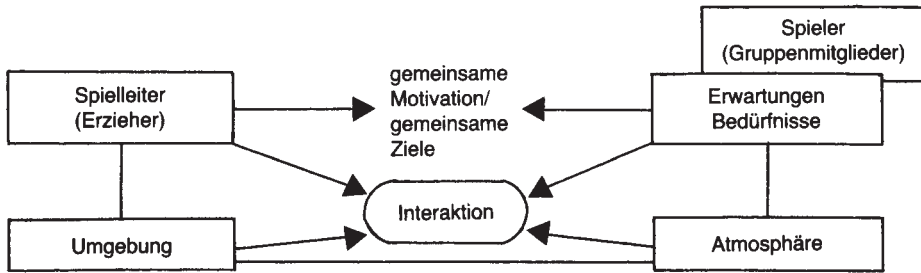 Spieler
(Gruppenmitglieder)
Spielleiter
(Erzieher)
gemeinsame
Motivation/
gemeinsame
Ziele
Erwartungen
Bedürfnisse
Interaktion
Umgebung
Atmosphäre